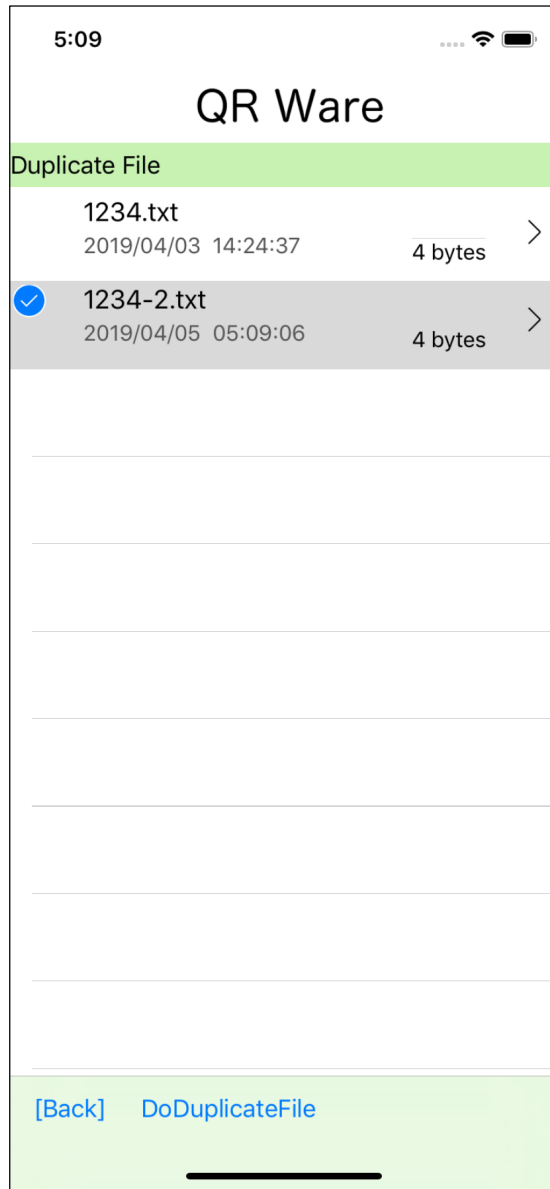 5:09
QR Ware
Duplicate File
1234.txt
2019/04/03 14:24:37
4 bytes
1234-2.txt
2019/04/05 05:09:06
4 bytes
[Back] DoDuplicateFile